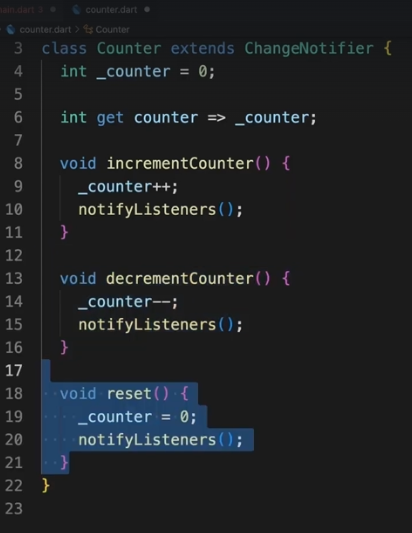 main.dart 3 counter.dart
counter.dart > Counter
3 class Counter extends ChangeNotifier {
4 int _counter = 0;
5
6 int get counter => _counter;
7
8 void incrementCounter() {
9 _counter++;
10 notifyListeners();
11 }
12
13 void decrementCounter() {
14 _counter--;
15 notifyListeners();
16 }
17
18 void reset() {
19 _counter = 0;
20 notifyListeners();
21 }
22 }
23